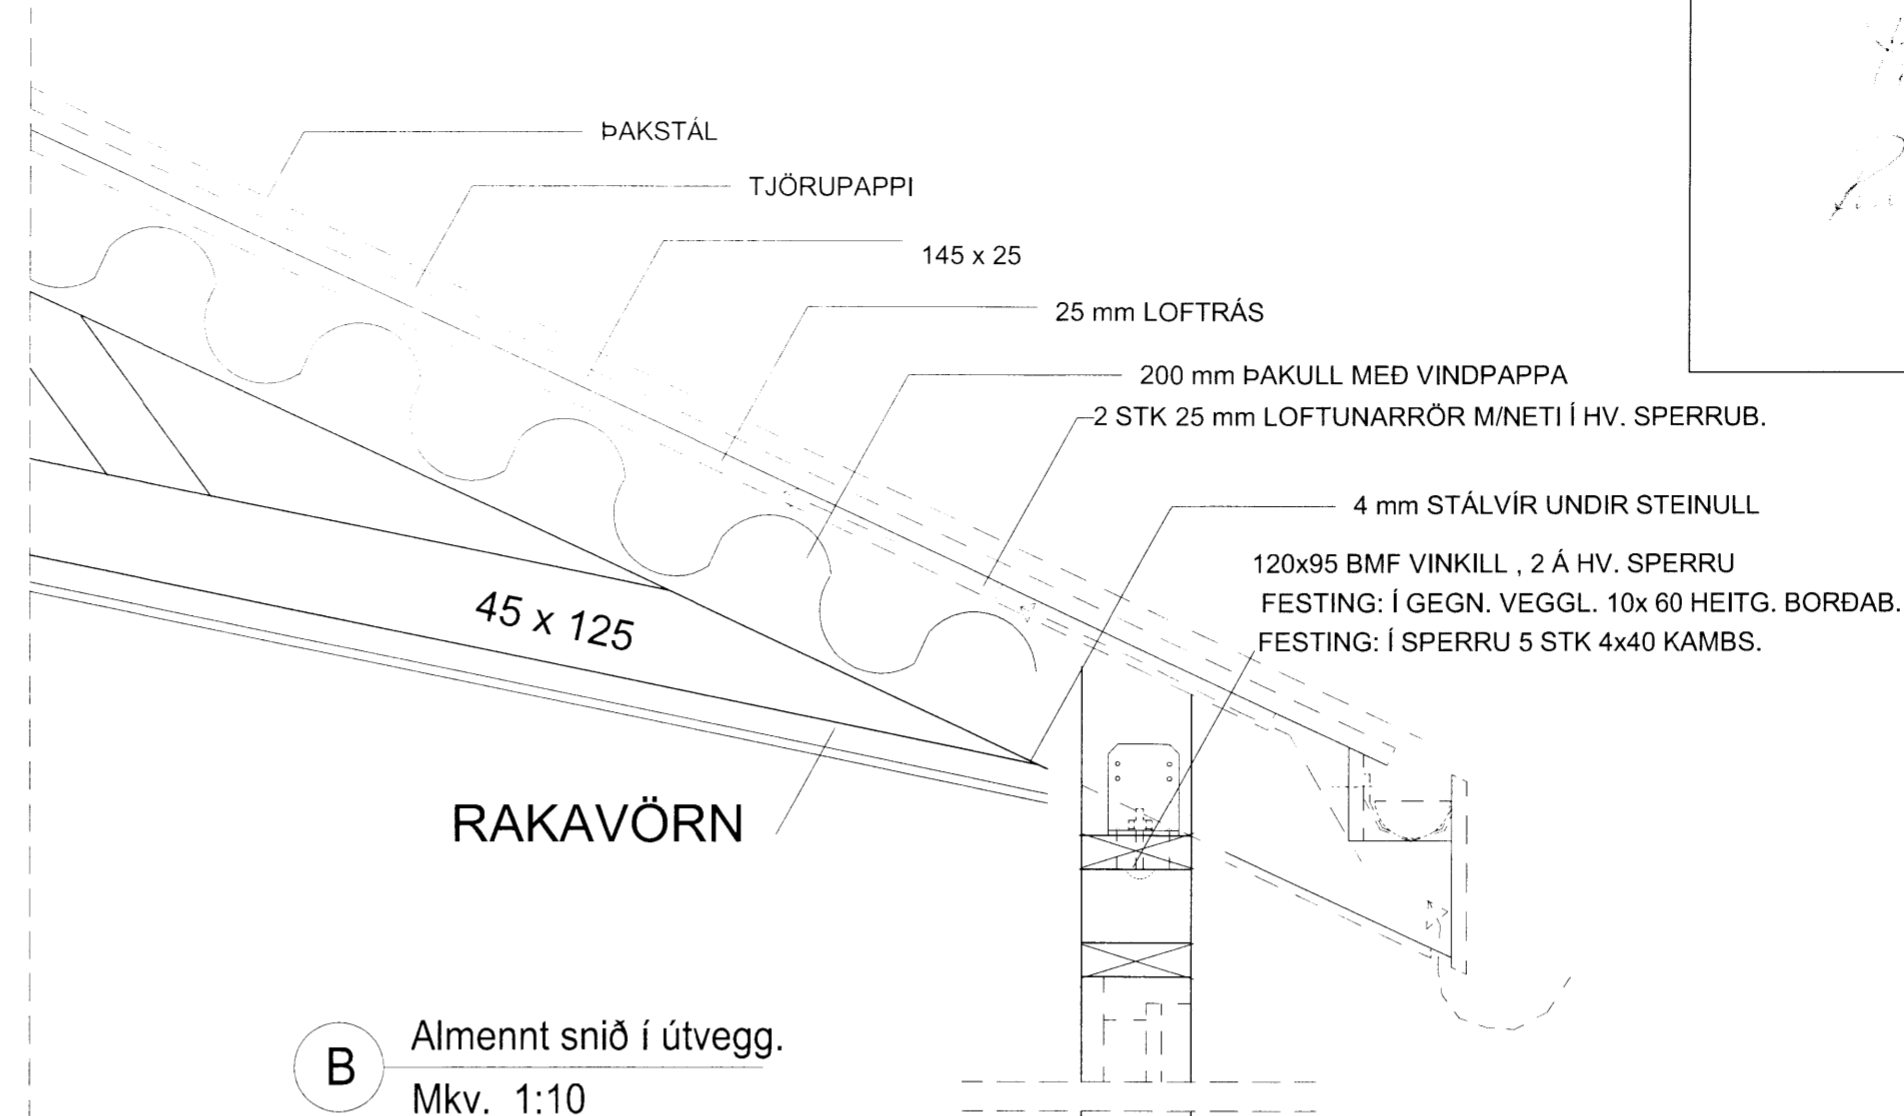 ÞAKSTÁL
TJÖRUPAPPI
145 x 25
25 mm LOFTRÁS
200 mm ÞAKULL MEÐ VINDPAPPA
2 STK 25 mm LOFTUNARRÖR M/NETI Í HV. SPERRUB.
4 mm STÁLVÍR UNDIR STEINULL
120x95 BMF VINKILL , 2 Á HV. SPERRU
FESTING: Í GEGN. VEGGL. 10x 60 HEITG. BORÐAB.
FESTING: Í SPERRU 5 STK 4x40 KAMBS.
45 x 125
RAKAVÖRN
B
Almennt snið í útvegg.
Mkv. 1:10